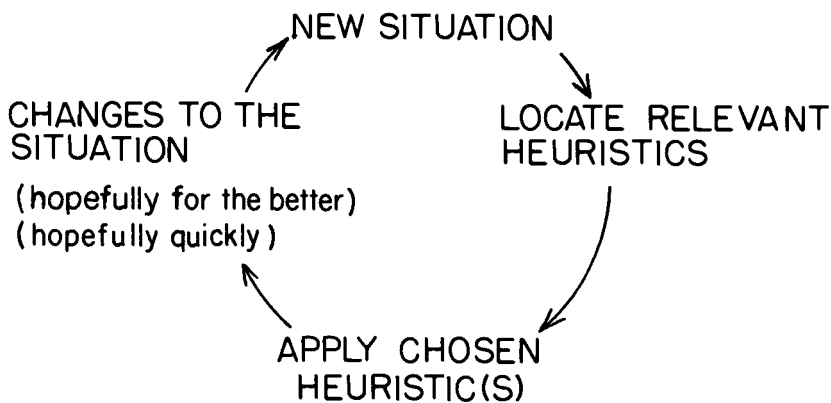 NEW SITUATION
LOCATE RELEVANT
HEURISTICS
APPLY CHOSEN
HEURISTIC(S)
CHANGES TO THE
SITUATION
(hopefully for the better)
(hopefully quickly)